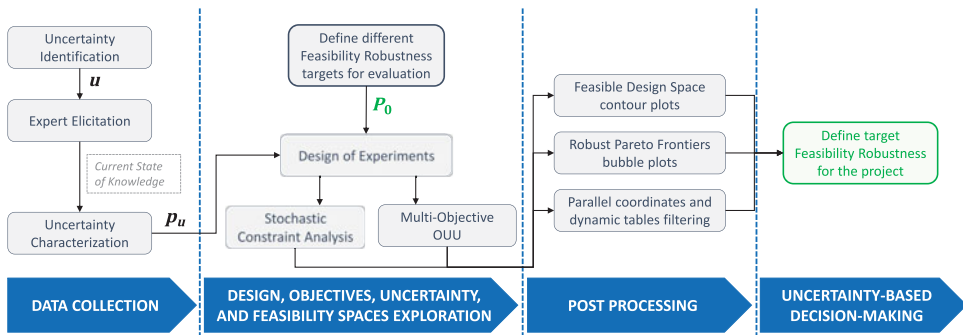 Uncertainty
Identification
u
Expert Elicitation
Current State
of Knowledge
Uncertainty
Characterization
p_u
Define different
Feasibility Robustness
targets for evaluation
P_0
Design of Experiments
Stochastic
Constraint Analysis
Multi-Objective
OUU
Feasible Design Space
contour plots
Robust Pareto Frontiers
bubble plots
Parallel coordinates and
dynamic tables filtering
Define target
Feasibility Robustness
for the project
DATA COLLECTION
DESIGN, OBJECTIVES, UNCERTAINTY,
AND FEASIBILITY SPACES EXPLORATION
POST PROCESSING
UNCERTAINTY-BASED
DECISION-MAKING